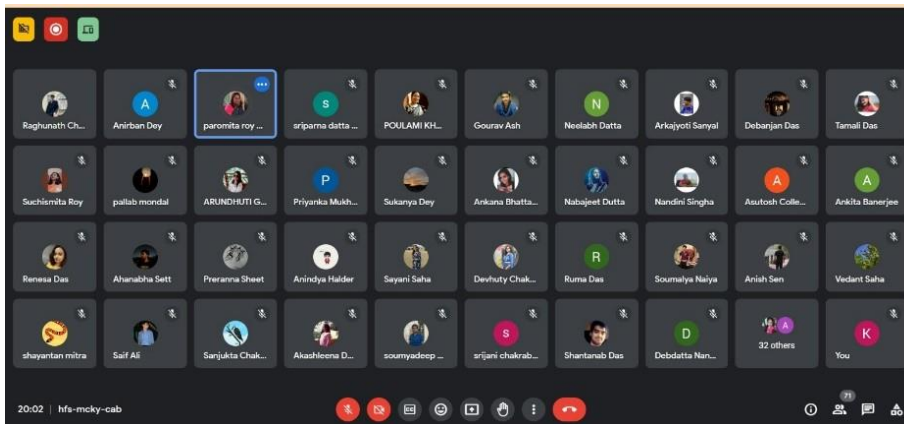 A
S
N
Raghunath Ch...
Anirban Dey
paromita roy ...
sriparna datta ...
POULAMI KH...
Gourav Ash
Neelabh Datta
Arkajyoti Sanyal
Debanjan Das
Tamali Das
P
A
A
Suchismita Roy
pallab mondal
ARUNDHUTI G...
Priyanka Mukh...
Sukanya Dey
Ankana Bhatta...
Nabajeet Dutta
Nandini Singha
Asutosh Colle...
Ankita Banerjee
R
Renesa Das
Ahanabha Sett
Preranna Sheet
Anindya Halder
Sayani Saha
Devhuty Chak...
Ruma Das
Soumalya Naiya
Anish Sen
Vedant Saha
S
D
A
K
shayantan mitra
Saif Ali
Sanjukta Chak...
Akashleena D...
soumyadeep ...
srijani chakrab...
Shantanab Das
Debdatta Nan...
32 others
You
20:02 | hfs-mcky-cab
CC
71